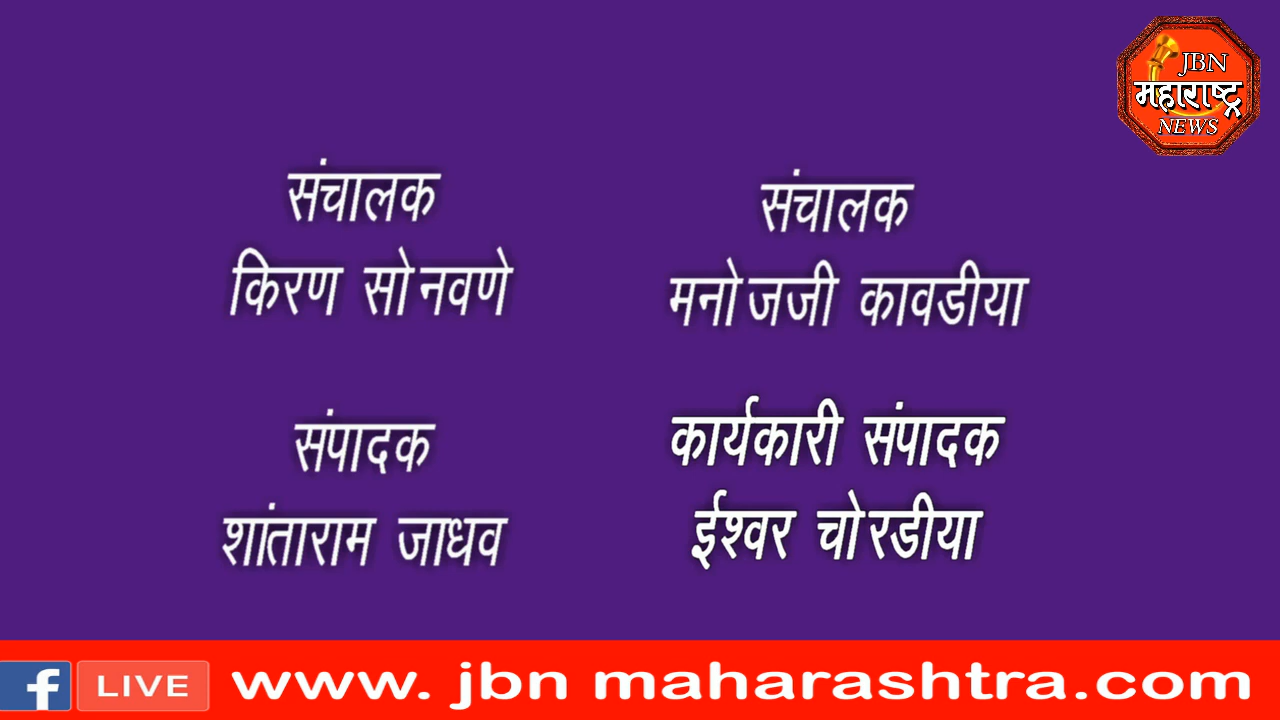 JBN
महाराष्ट्र
NEWS
संचालक
किरण सोनवणे
संचालक
मनोजजी कावडीया
संपादक
शांताराम जाधव
कार्यकारी संपादक
ईश्वर चोरडीया
f LIVE www. jbn maharashtra.com